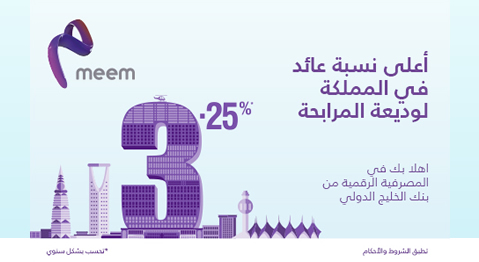 meem
أعلى نسبة عائد
في المملكة
لوديعة المرابحة
3.25%*
اهلا بك في
المصرفية الرقمية من
بنك الخليج الدولي
تطبق الشروط والأحكام
*تحسب بشكل سنوي